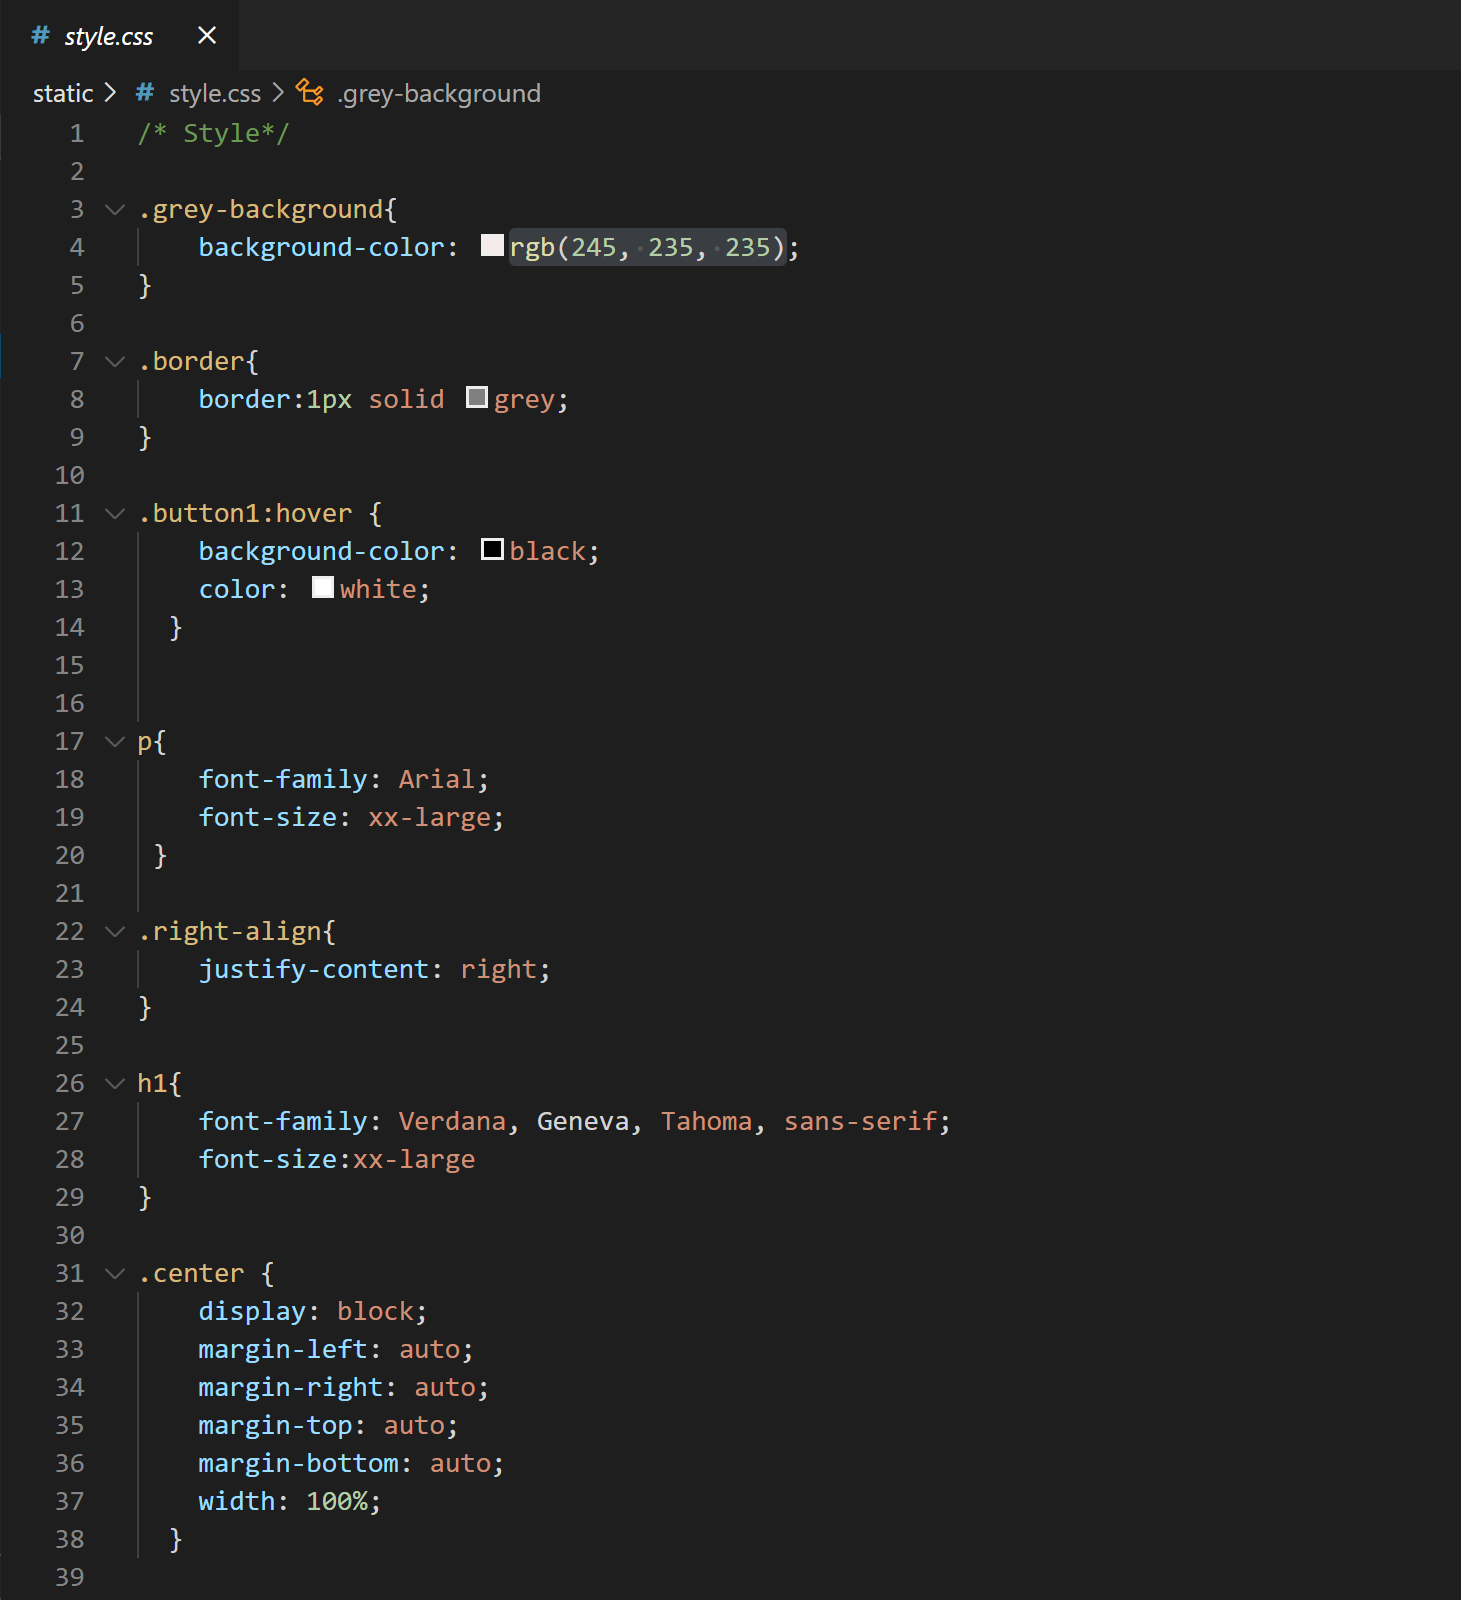 # style.css ×
static > # style.css > .grey-background
1 /* Style*/
2
3 .grey-background{
4     background-color: rgb(245, 235, 235);
5 }
6
7 .border{
8     border:1px solid grey;
9 }
10
11 .button1:hover {
12     background-color: black;
13     color: white;
14   }
15
16
17 p{
18     font-family: Arial;
19     font-size: xx-large;
20  }
21
22 .right-align{
23     justify-content: right;
24 }
25
26 h1{
27     font-family: Verdana, Geneva, Tahoma, sans-serif;
28     font-size:xx-large
29 }
30
31 .center {
32     display: block;
33     margin-left: auto;
34     margin-right: auto;
35     margin-top: auto;
36     margin-bottom: auto;
37     width: 100%;
38   }
39